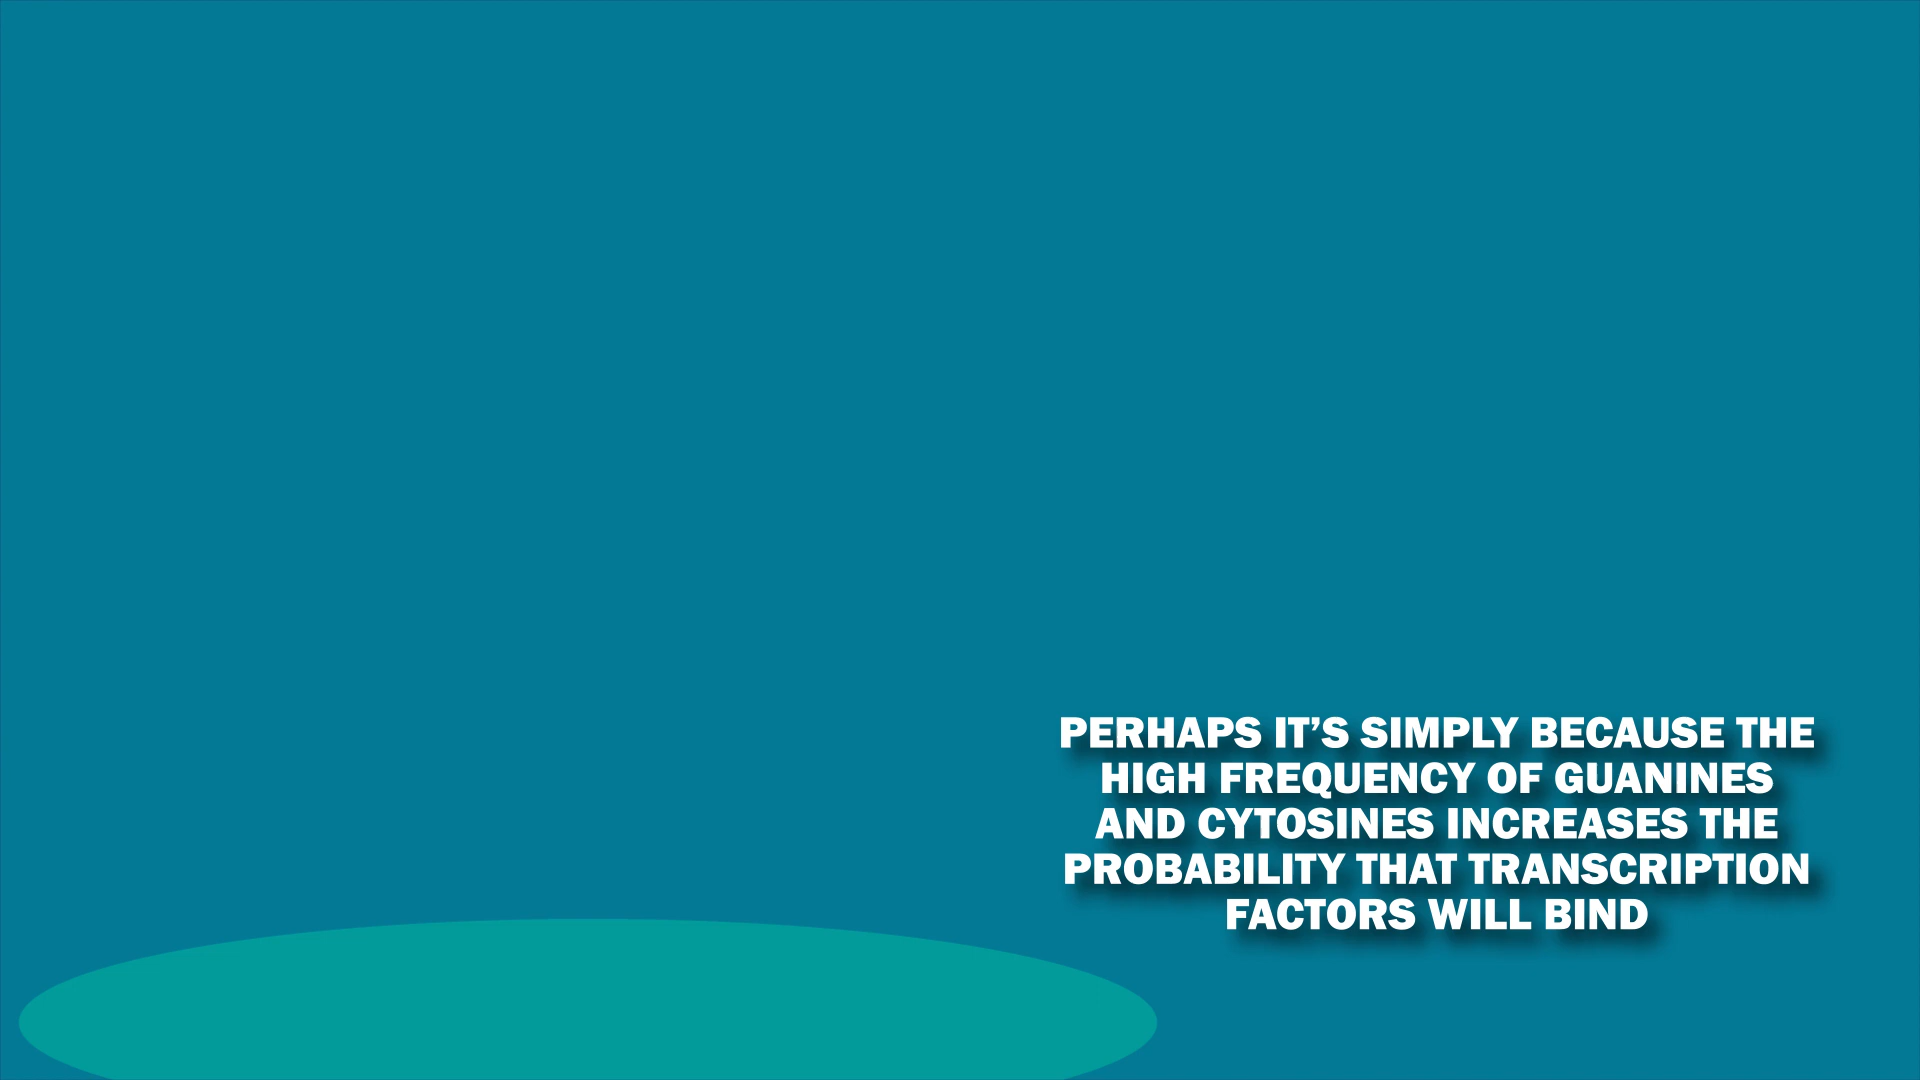 PERHAPS IT’S SIMPLY BECAUSE THE
HIGH FREQUENCY OF GUANINES
AND CYTOSINES INCREASES THE
PROBABILITY THAT TRANSCRIPTION
FACTORS WILL BIND